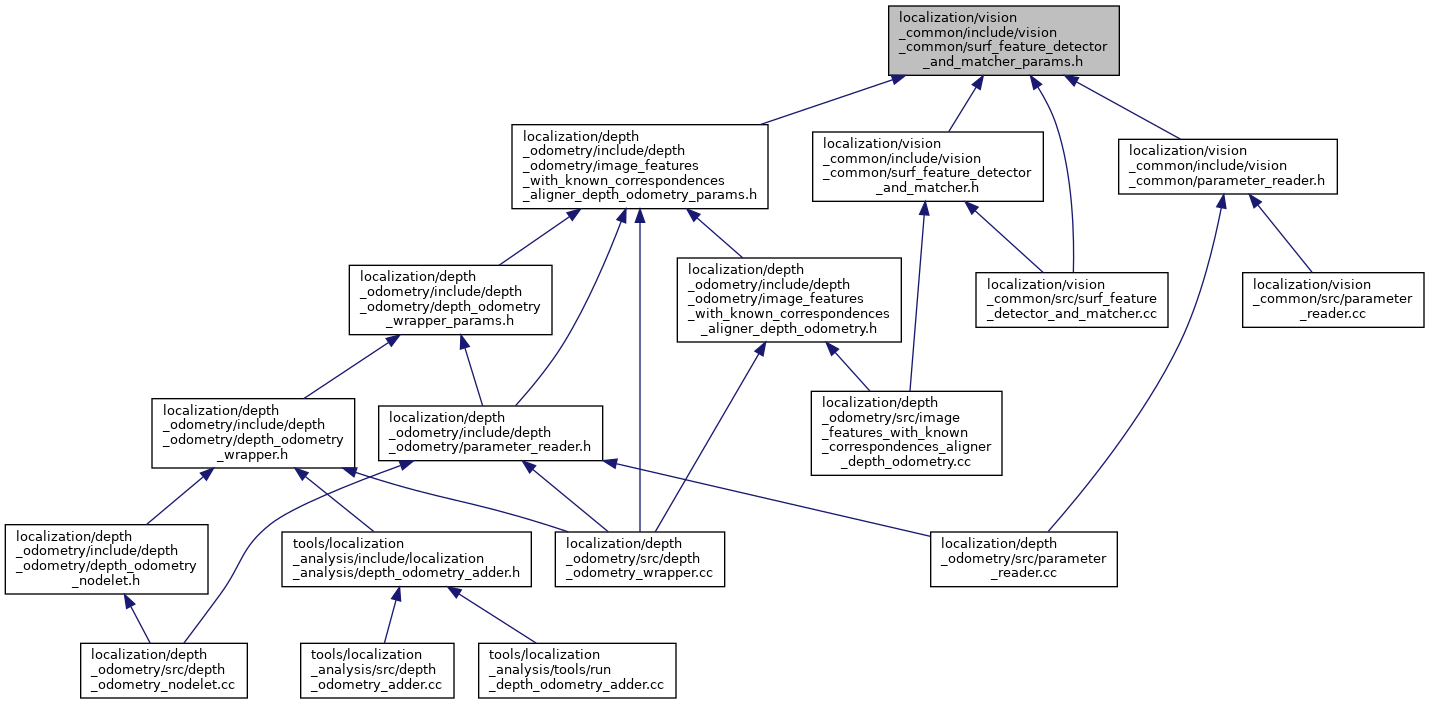 localization/vision
_common/include/vision
_common/surf_feature_detector
_and_matcher_params.h
localization/depth
_odometry/include/depth
_odometry/image_features
_with_known_correspondences
_aligner_depth_odometry_params.h
localization/vision
_common/include/vision
_common/surf_feature_detector
_and_matcher.h
localization/vision
_common/include/vision
_common/parameter_reader.h
localization/depth
_odometry/include/depth
_odometry/depth_odometry
_wrapper_params.h
localization/depth
_odometry/include/depth
_odometry/image_features
_with_known_correspondences
_aligner_depth_odometry.h
localization/vision
_common/src/surf_feature
_detector_and_matcher.cc
localization/vision
_common/src/parameter
_reader.cc
localization/depth
_odometry/include/depth
_odometry/depth_odometry
_wrapper.h
localization/depth
_odometry/include/depth
_odometry/parameter_reader.h
localization/depth
_odometry/src/image
_features_with_known
_correspondences_aligner
_depth_odometry.cc
localization/depth
_odometry/include/depth
_odometry/depth_odometry
_nodelet.h
tools/localization
_analysis/include/localization
_analysis/depth_odometry_adder.h
localization/depth
_odometry/src/depth
_odometry_wrapper.cc
localization/depth
_odometry/src/parameter
_reader.cc
localization/depth
_odometry/src/depth
_odometry_nodelet.cc
tools/localization
_analysis/src/depth
_odometry_adder.cc
tools/localization
_analysis/tools/run
_depth_odometry_adder.cc